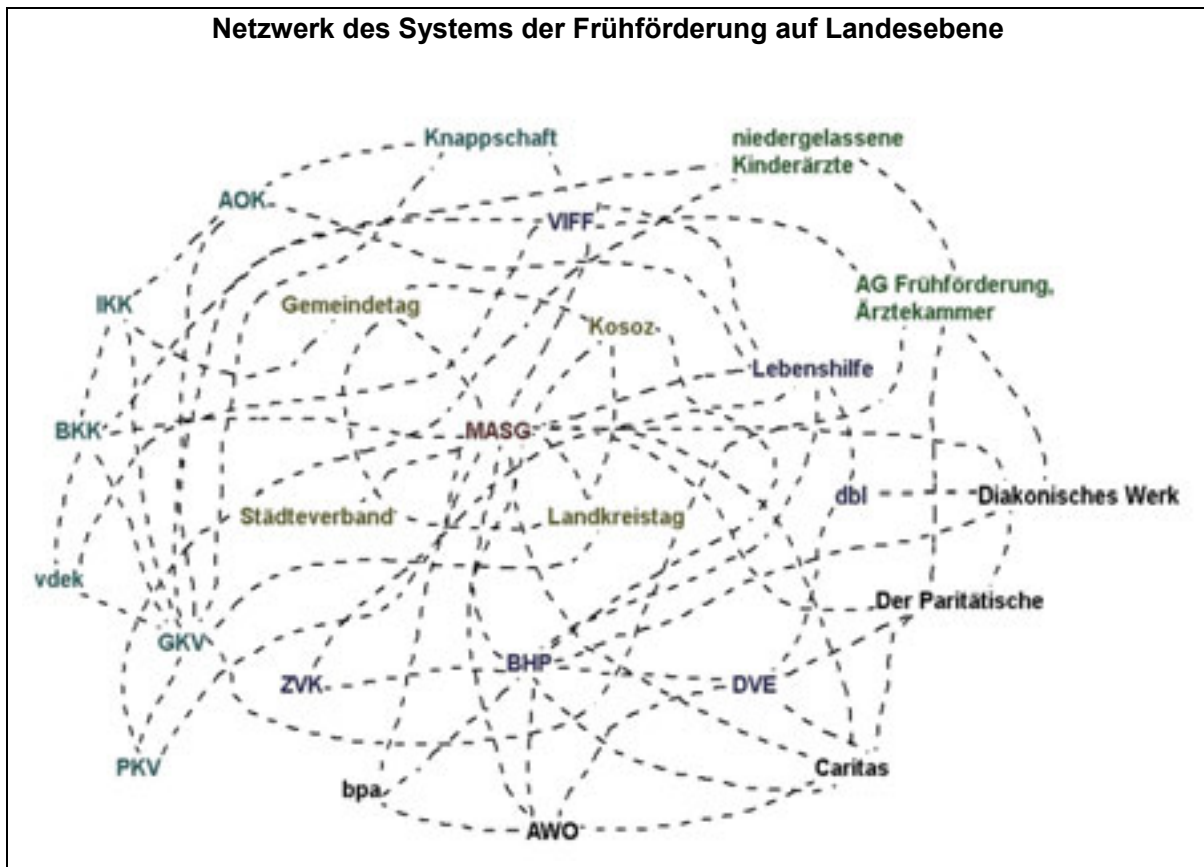 Netzwerk des Systems der Frühförderung auf Landesebene
Knappschaft
niedergelassene
Kinderärzte
AOK
VIFF
AG Frühförderung,
Ärztekammer
IKK
Gemeindetag
Kosoz
Lebenshilfe
BKK
MASG
dbl
Diakonisches Werk
Städteverband
Landkreistag
vdek
Der Paritätische
GKV
BHP
ZVK
DVE
PKV
Caritas
bpa
AWO